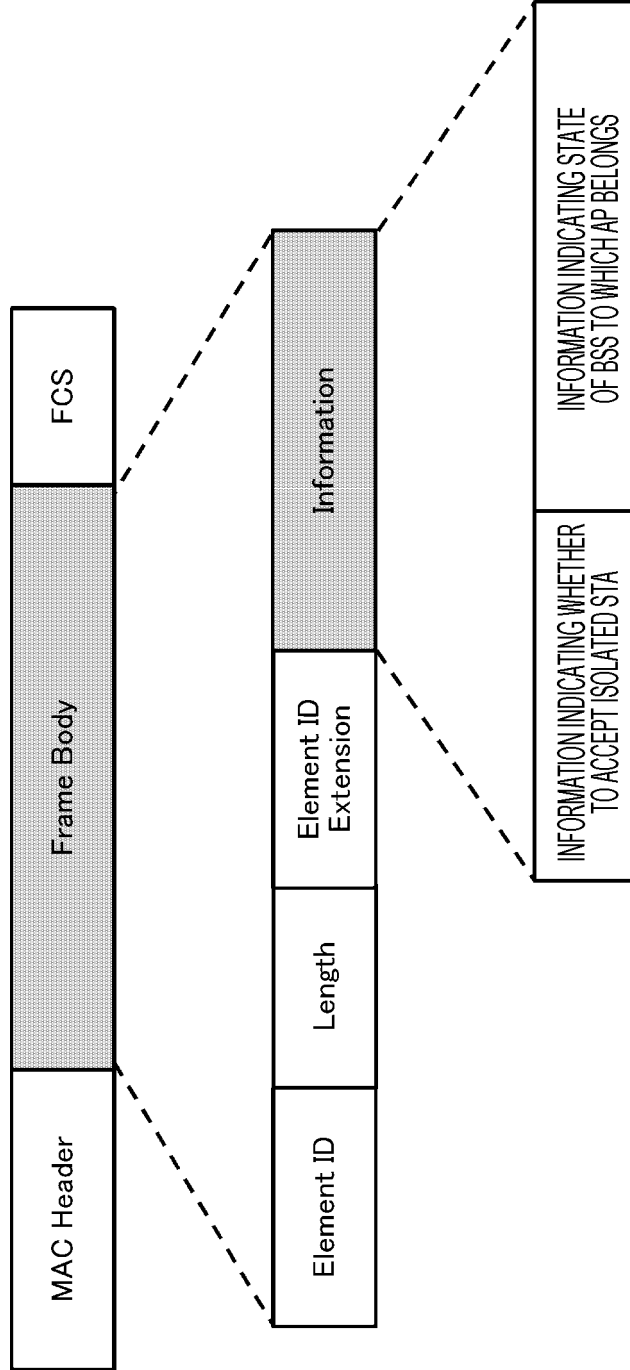 MAC Header
Frame Body
FCS
Element ID
Length
Element ID
Extension
Information
INFORMATION INDICATING WHETHER
TO ACCEPT ISOLATED STA
INFORMATION INDICATING STATE
OF BSS TO WHICH AP BELONGS